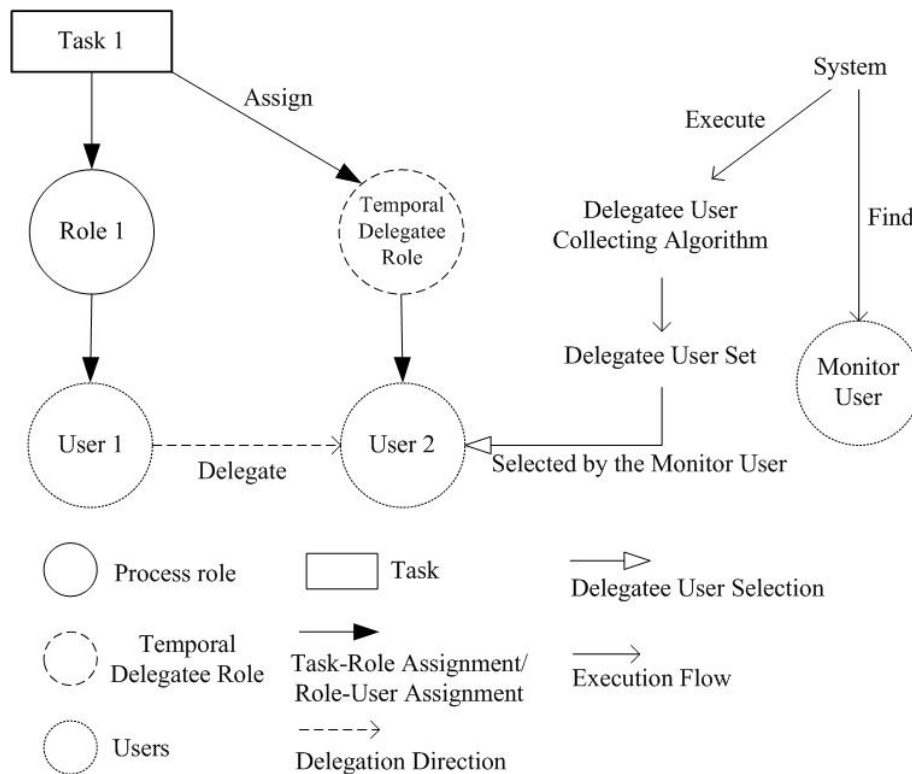 Task 1
System
Assign
Execute
Role 1
Temporal
Delegatee
Role
Delegatee User
Collecting Algorithm
Find
Delegatee User Set
Monitor
User
User 1
User 2
Delegate
Selected by the Monitor User
Process role
Task
Delegatee User Selection
Temporal
Delegatee Role
Task-Role Assignment/
Role-User Assignment
Execution Flow
Users
Delegation Direction